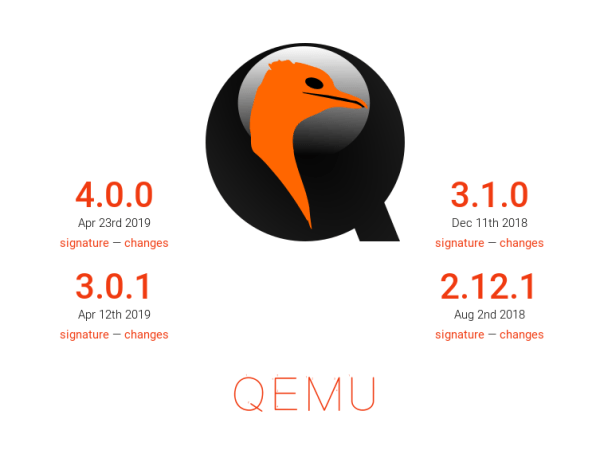 4.0.0
Apr 23rd 2019
signature — changes
3.0.1
Apr 12th 2019
signature — changes
3.1.0
Dec 11th 2018
signature — changes
2.12.1
Aug 2nd 2018
signature — changes
QEMU